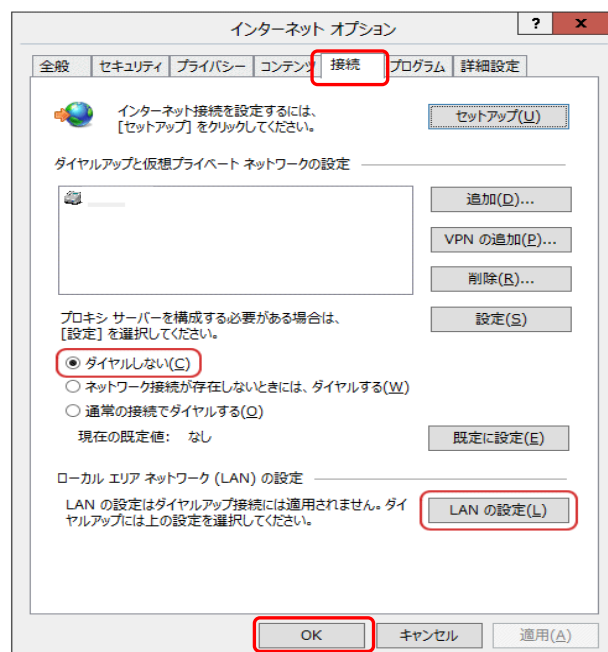 インターネット オプション
?
x
全般 セキュリティ プライバシー コンテンツ 接続 プログラム 詳細設定
インターネット接続を設定するには、
[セットアップ] をクリックしてください。
セットアップ(U)
ダイヤルアップと仮想プライベート ネットワークの設定
追加(D)...
VPN の追加(P)...
削除(R)...
プロキシ サーバーを構成する必要がある場合は、
[設定] を選択してください。
設定(S)
ダイヤルしない(C)
ネットワーク接続が存在しないときには、ダイヤルする(W)
通常の接続でダイヤルする(O)
現在の既定値: なし
既定に設定(E)
ローカル エリア ネットワーク (LAN) の設定
LAN の設定はダイヤルアップ接続には適用されません。ダイ
ヤルアップには上の設定を選択してください。
LAN の設定(L)
OK キャンセル 適用(A)